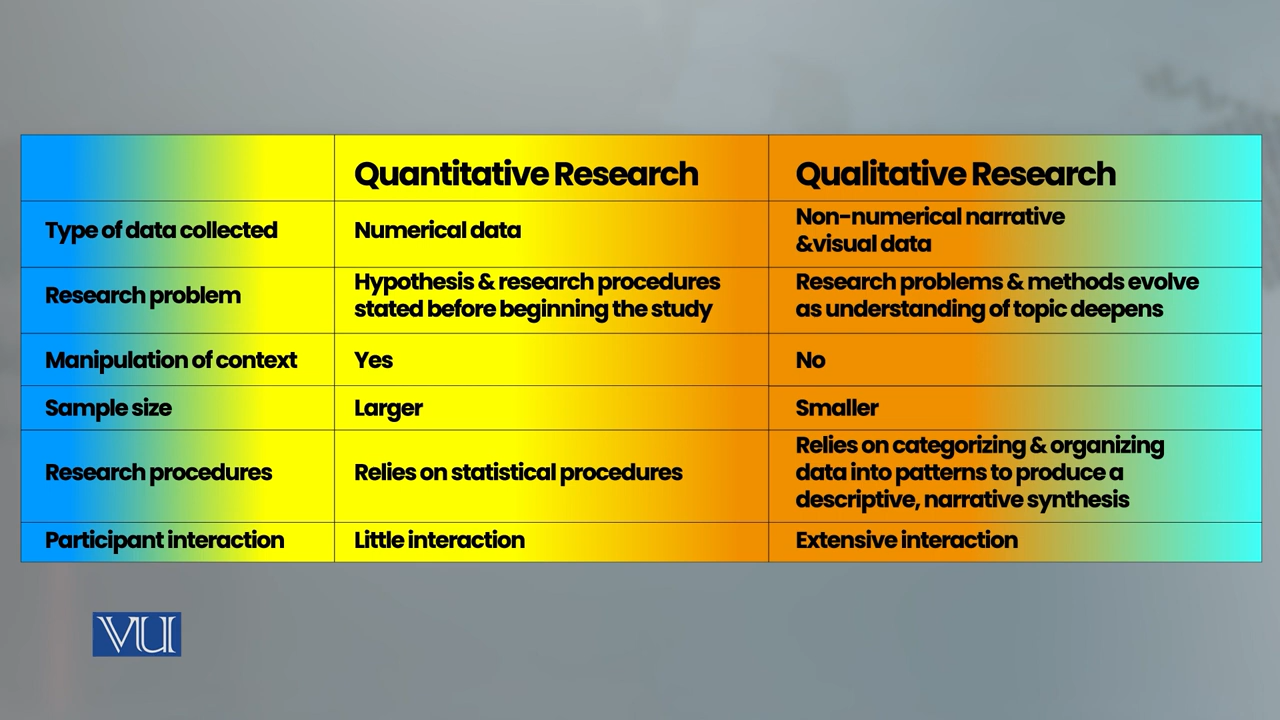 Quantitative Research
Qualitative Research
Type of data collected
Numerical data
Non-numerical narrative
&visual data
Research problem
Hypothesis & research procedures
stated before beginning the study
Research problems & methods evolve
as understanding of topic deepens
Manipulation of context
Yes
No
Sample size
Larger
Smaller
Research procedures
Relies on statistical procedures
Relies on categorizing & organizing
data into patterns to produce a
descriptive, narrative synthesis
Participant interaction
Little interaction
Extensive interaction
VU